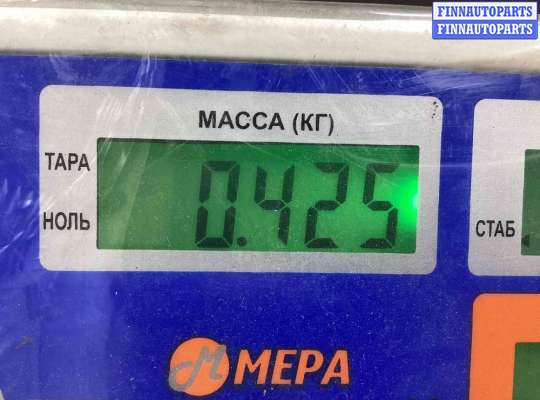 FINNAUTOPARTS
FINNAUTOPARTS
МАССА (КГ)
ТАРА
0.425
НОЛЬ
СТАБ
МЕРА